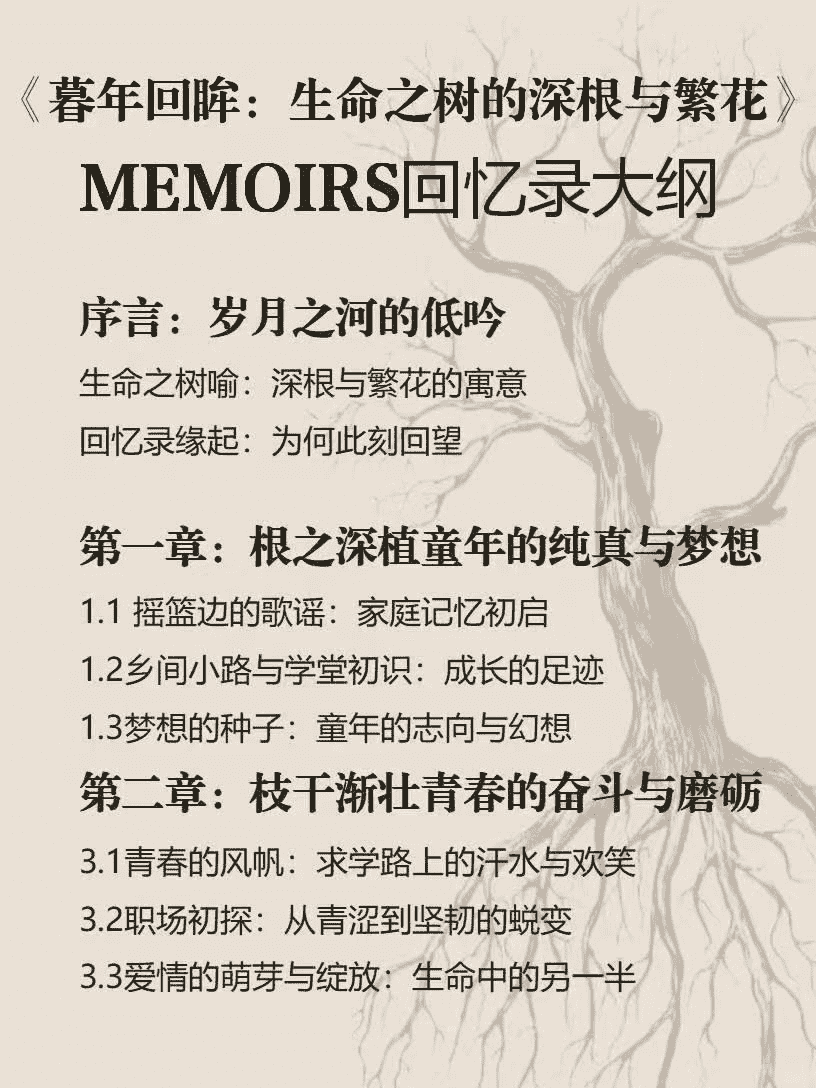 《暮年回眸：生命之树的深根与繁花》
MEMOIRS回忆录大纲
序言：岁月之河的低吟
生命之树喻：深根与繁花的寓意
回忆录缘起：为何此刻回望
第一章：根之深植童年的纯真与梦想
1.1 摇篮边的歌谣：家庭记忆初启
1.2乡间小路与学堂初识：成长的足迹
1.3梦想的种子：童年的志向与幻想
第二章：枝干渐壮青春的奋斗与磨砺
3.1青春的风帆：求学路上的汗水与欢笑
3.2职场初探：从青涩到坚韧的蜕变
3.3爱情的萌芽与绽放：生命中的另一半